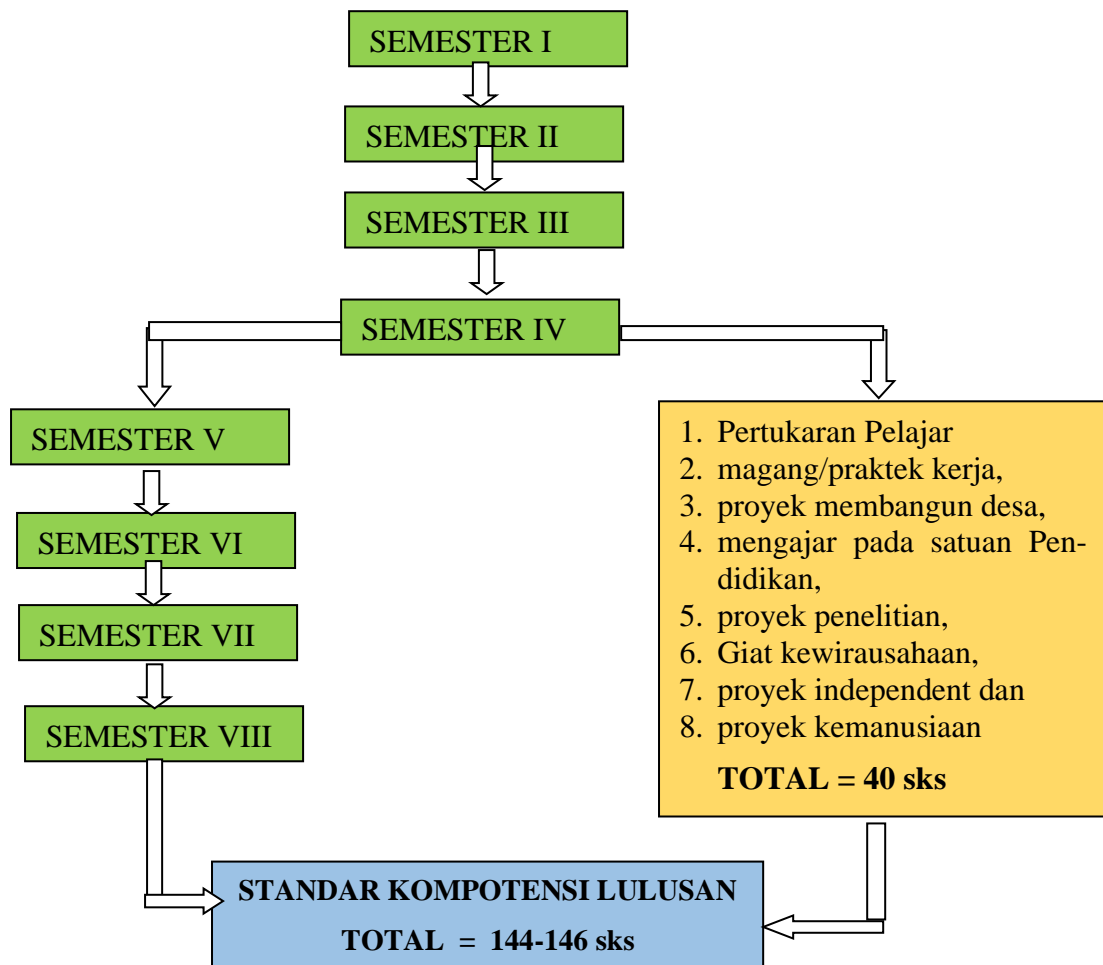 SEMESTER I
SEMESTER II
SEMESTER III
SEMESTER IV
SEMESTER V
SEMESTER VI
SEMESTER VII
SEMESTER VIII
1. Pertukaran Pelajar
2. magang/praktek kerja,
3. proyek membangun desa,
4. mengajar pada satuan Pen-
didikan,
5. proyek penelitian,
6. Giat kewirausahaan,
7. proyek independent dan
8. proyek kemanusiaan
TOTAL = 40 sks
STANDAR KOMPOTENSI LULUSAN
TOTAL = 144-146 sks